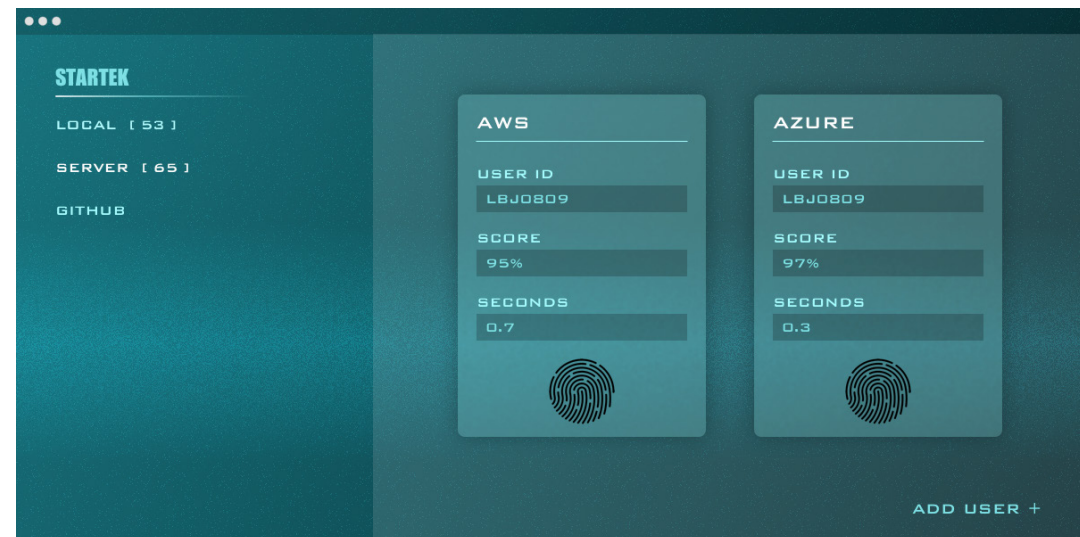 STARTEK
LOCAL [ 53 ]
SERVER [ 65 ]
GITHUB
AWS
USER ID
LBJ0809
SCORE
95%
SECONDS
0.7
AZURE
USER ID
LBJ0809
SCORE
97%
SECONDS
0.3
ADD USER +